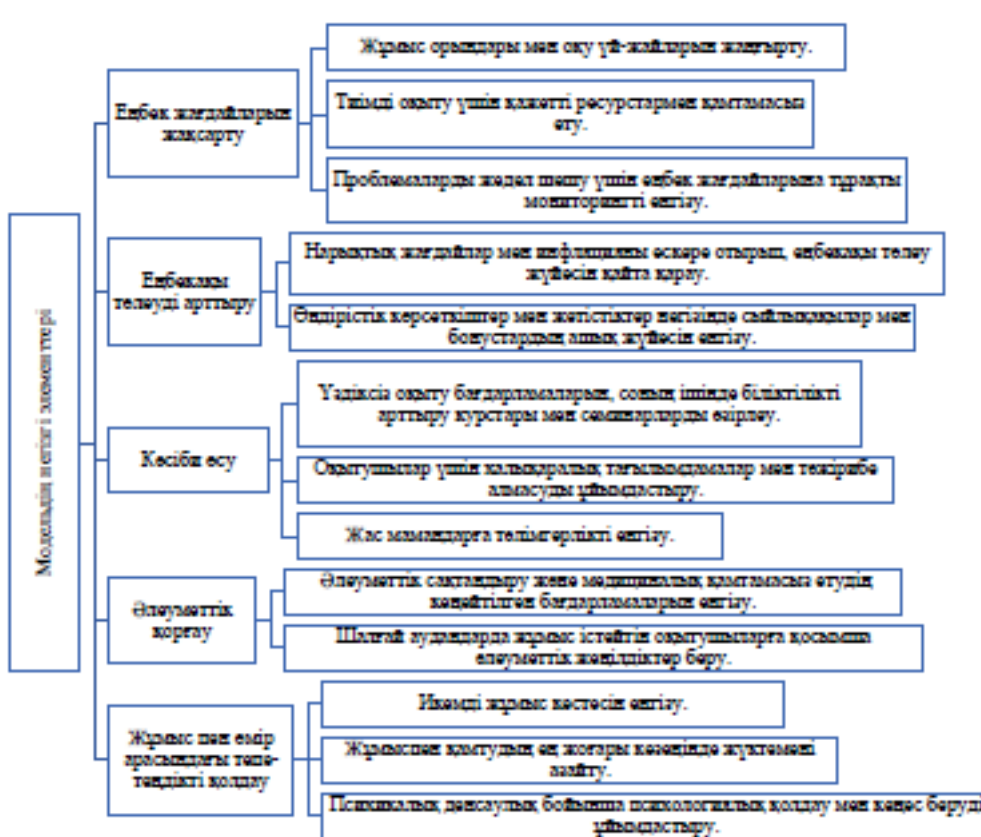 Модельдің негізгі элементтері
Еңбек жағдайларын
жақсарту
Жұмыс орындары мен оқу үй-жайларын жаңғырту.
Тиімді оқыту үшін қажетті ресурстармен қамтамасыз
ету.
Проблемаларды жедел шешу үшін еңбек жағдайларына тұрақты
мониторингті енгізу.
Еңбекақы
төлеуді арттыру
Нарықтық жағдайлар мен инфляцияны ескере отырып, еңбекақы төлеу
жүйесін қайта қарау.
Өндірістік көрсеткіштер мен жетістіктер негізінде сыйлықақылар мен
бонустардың ашық жүйесін енгізу.
Кәсіби өсу
Үздіксіз оқыту бағдарламаларын, соның ішінде біліктілікті
арттыру курстары мен семинарларды әзірлеу.
Оқытушылар үшін халықаралық тағылымдамалар мен тәжірибе
алмасуды ұйымдастыру.
Жас мамандарға тәлімгерлікті енгізу.
Әлеуметтік
қорғау
Әлеуметтік сақтандыру және медициналық қамтамасыз етудің
кеңейтілген бағдарламаларын енгізу.
Шалғай аудандарда жұмыс істейтін оқытушыларға қосымша
әлеуметтік жеңілдіктер беру.
Жұмыс пен өмір
арасындағы тепе-
теңдікті қолдау
Икемді жұмыс кестесін енгізу.
Жұмыспен қамтудың ең жоғары кезеңінде жүктемені
азайту.
Психикалық денсаулық бойынша психологиялық қолдау мен кеңес беруді
ұйымдастыру.